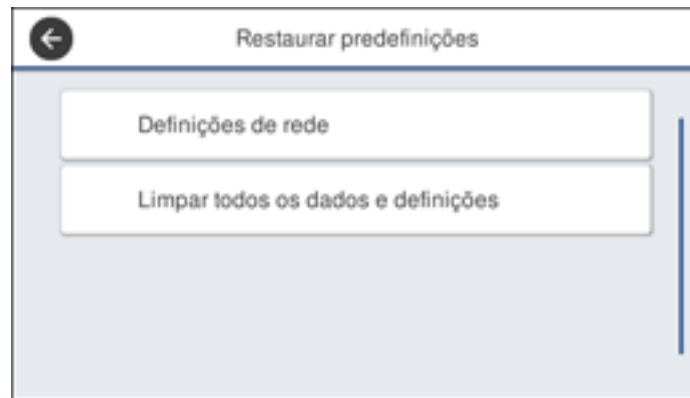 Restaurar predefinições
Definições de rede
Limpar todos os dados e definições